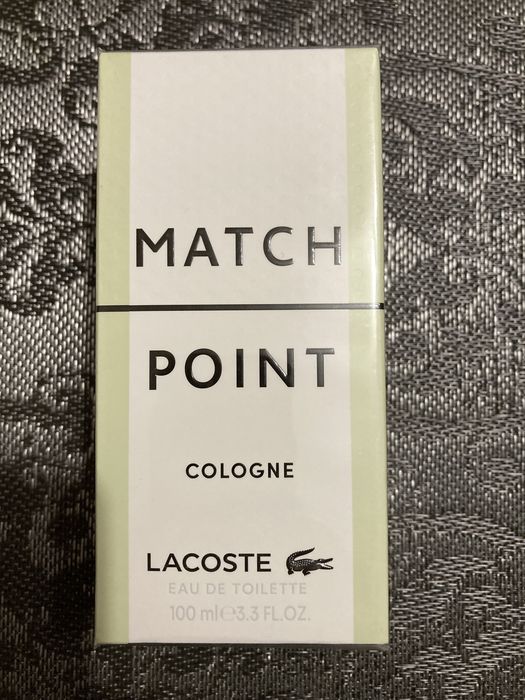 MATCH
POINT
COLOGNE
LACOSTE
EAU DE TOILETTE
100 ml℮3.3 FL.OZ.